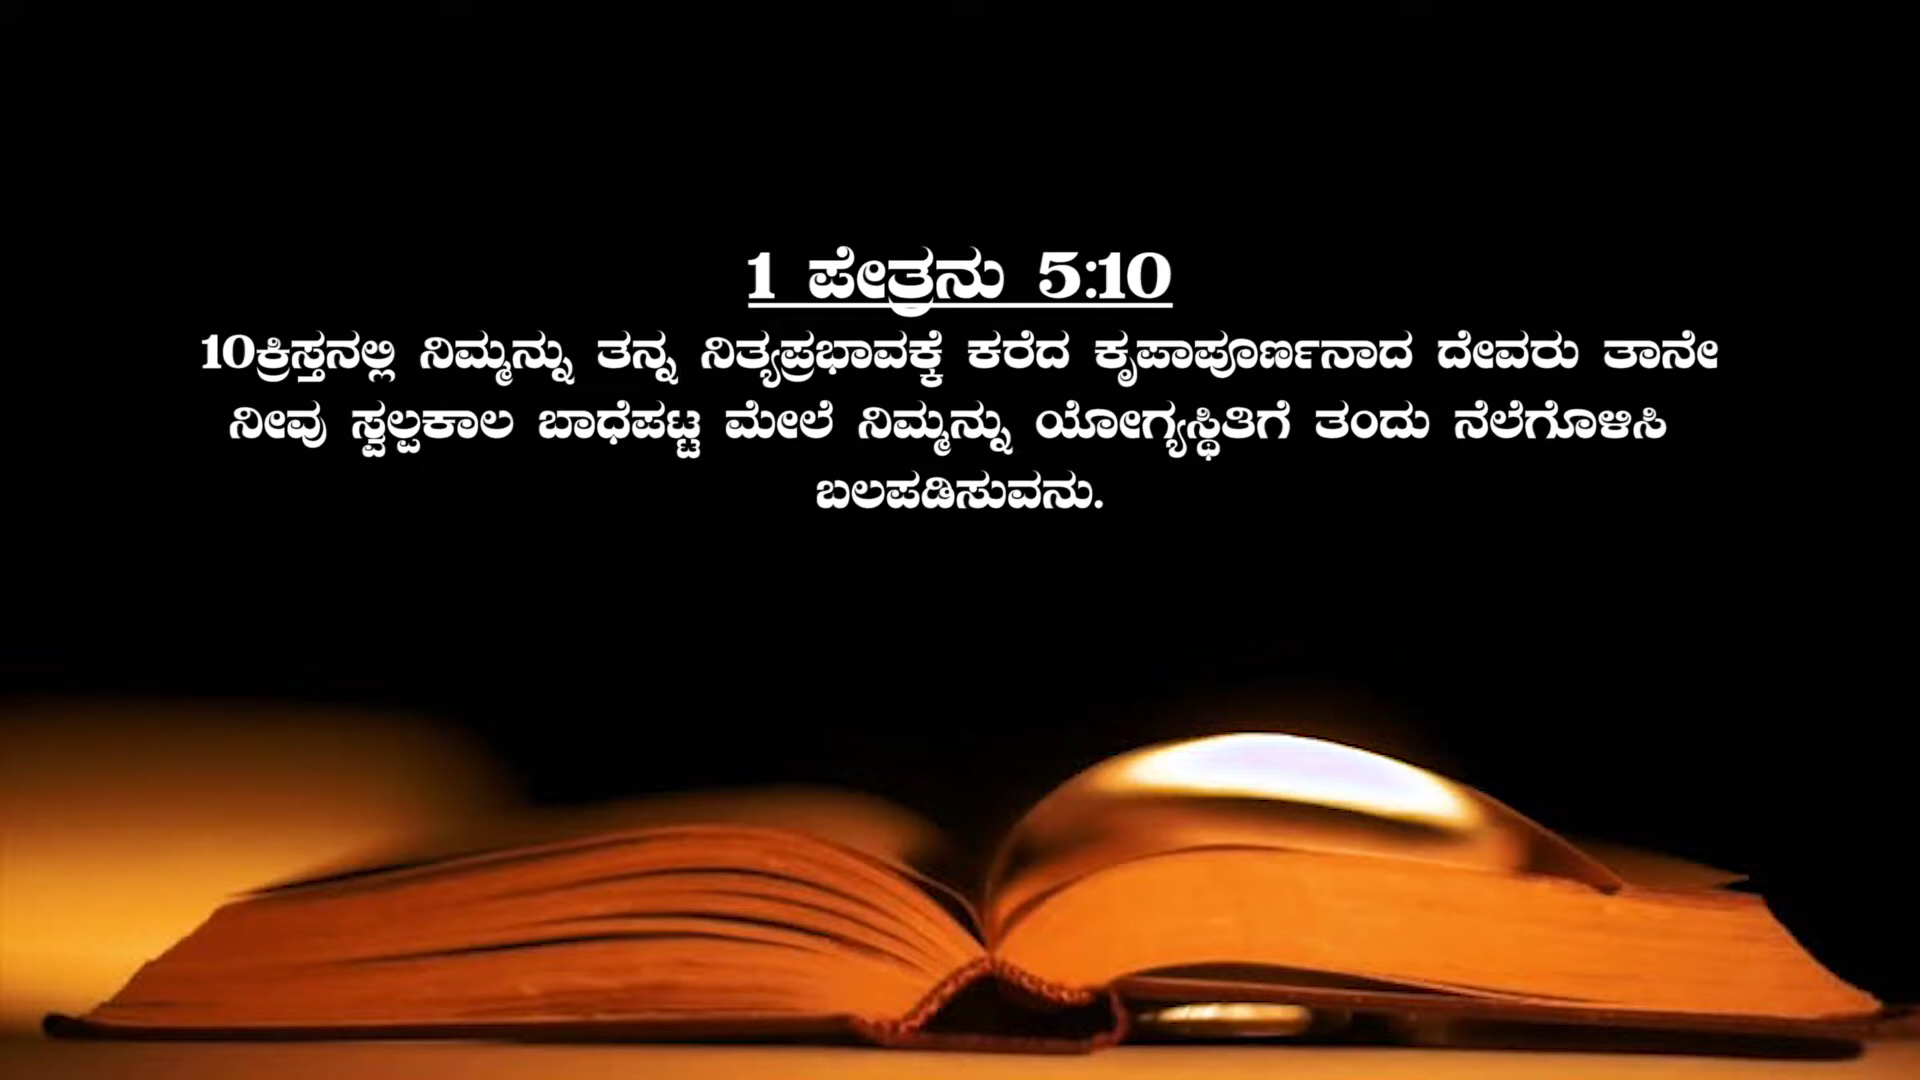 1 ಪೇತ್ರನು 5:10
10ಕ್ರಿಸ್ತನಲ್ಲಿ ನಿಮ್ಮನ್ನು ತನ್ನ ನಿತ್ಯಪ್ರಭಾವಕ್ಕೆ ಕರೆದ ಕೃಪಾಪೂರ್ಣನಾದ ದೇವರು ತಾನೇ
ನೀವು ಸ್ವಲ್ಪಕಾಲ ಬಾಧೆಪಟ್ಟ ಮೇಲೆ ನಿಮ್ಮನ್ನು ಯೋಗ್ಯಸ್ಥಿತಿಗೆ ತಂದು ನೆಲೆಗೊಳಿಸಿ
ಬಲಪಡಿಸುವನು.